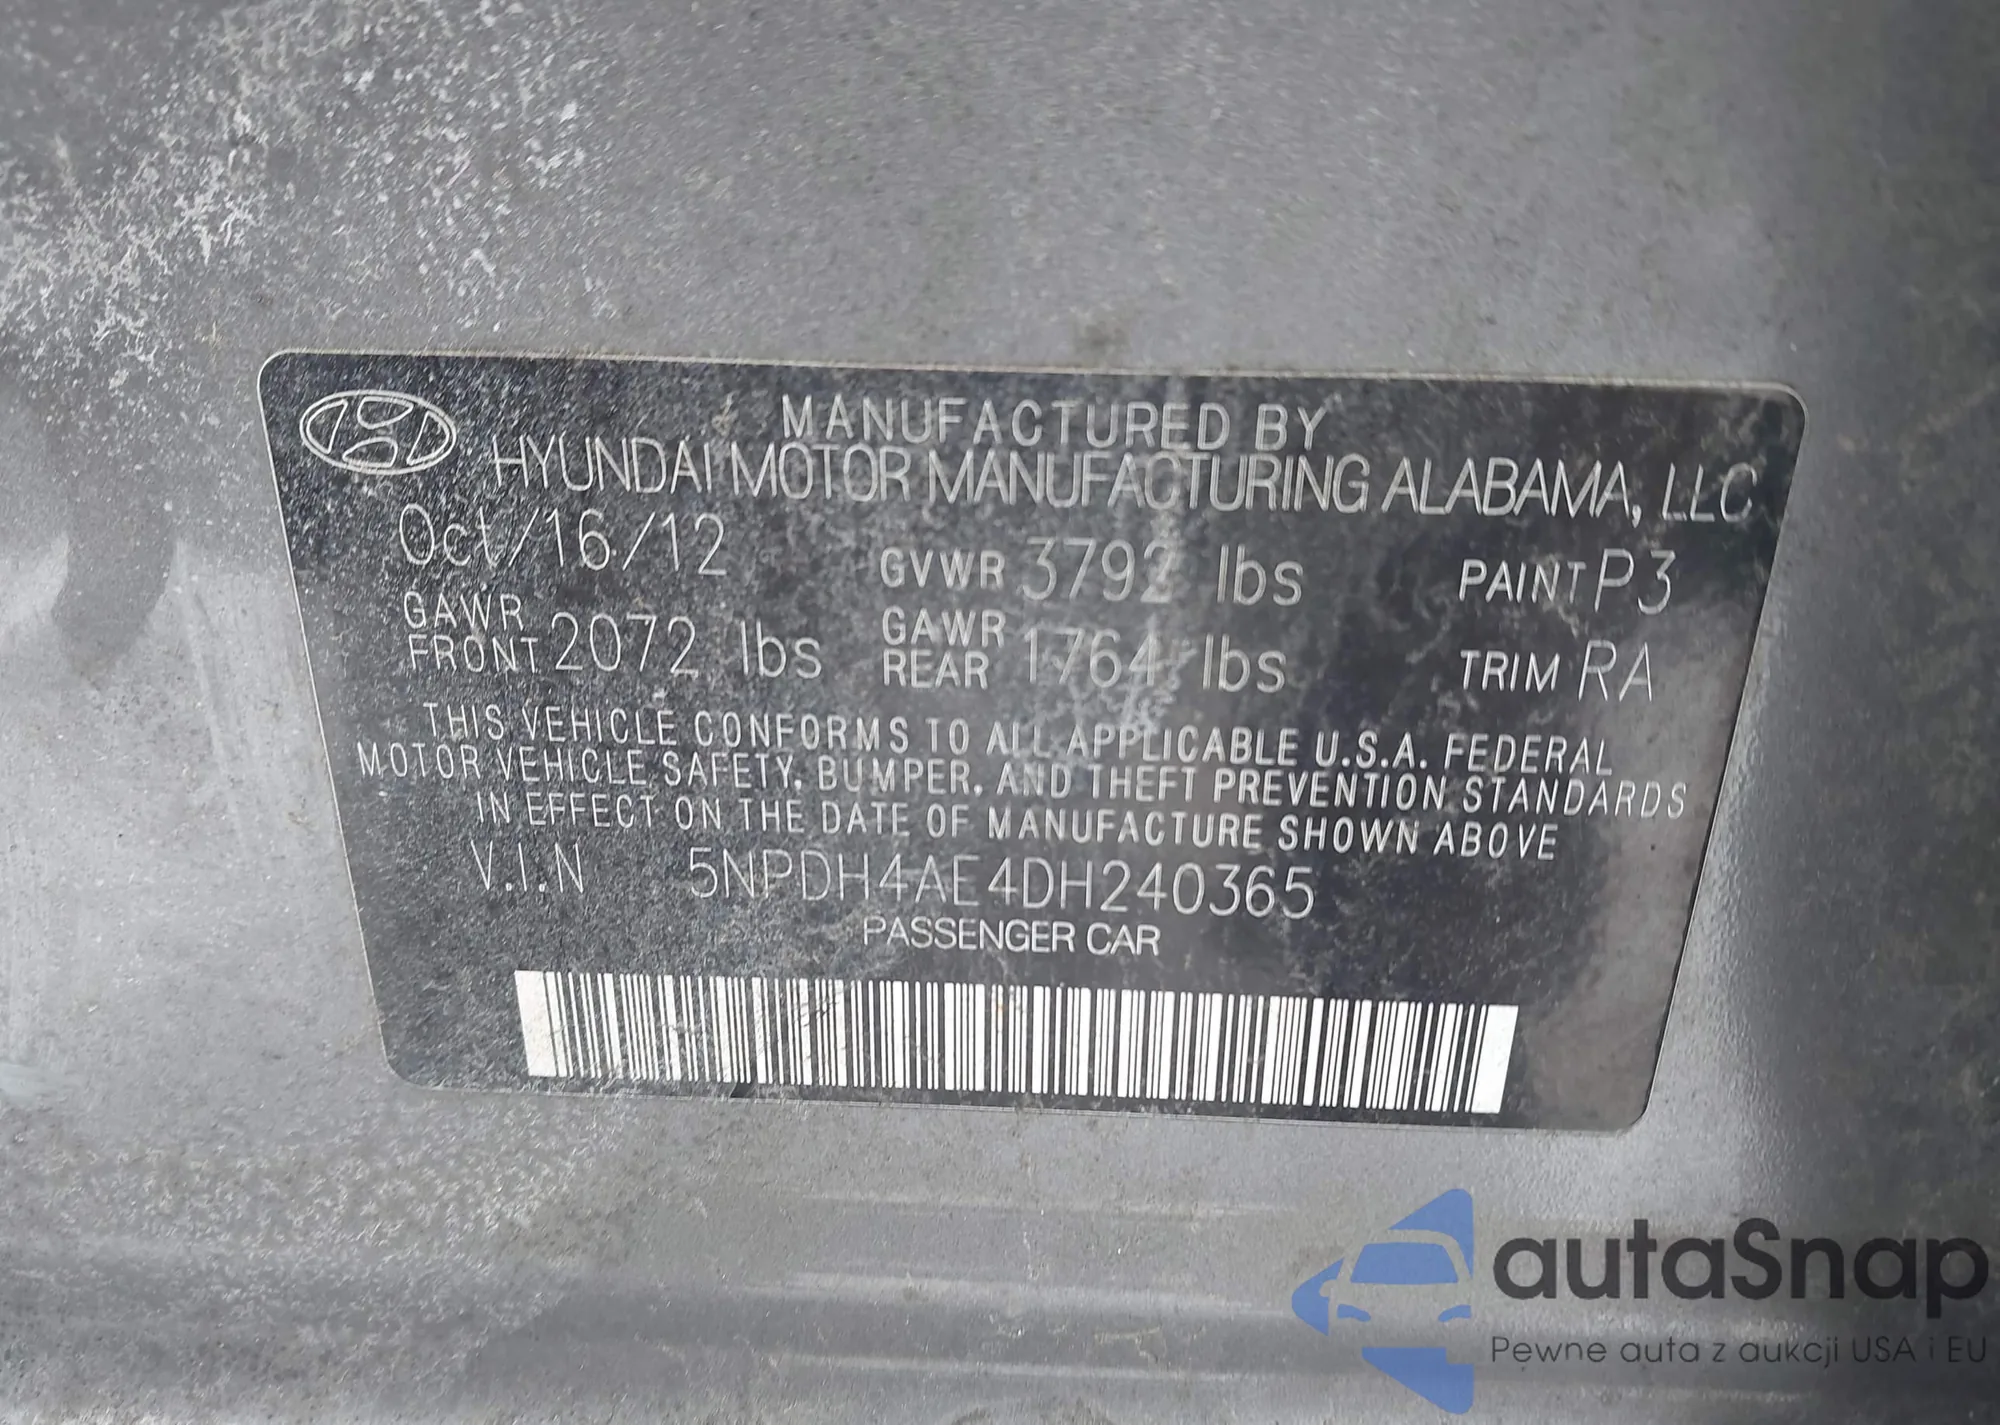 MANUFACTURED BY
HYUNDAI MOTOR MANUFACTURING ALABAMA, LLC
Oct/16/12 GVWR 3792 lbs PAINT P3
GAWR FRONT 2072 lbs GAWR REAR 1764 lbs TRIM RA
THIS VEHICLE CONFORMS TO ALL APPLICABLE U.S.A. FEDERAL
MOTOR VEHICLE SAFETY, BUMPER, AND THEFT PREVENTION STANDARDS
IN EFFECT ON THE DATE OF MANUFACTURE SHOWN ABOVE
V.I.N 5NPDH4AE4DH240365
PASSENGER CAR
autaSnap
Pewne auta z aukcji USA i EU